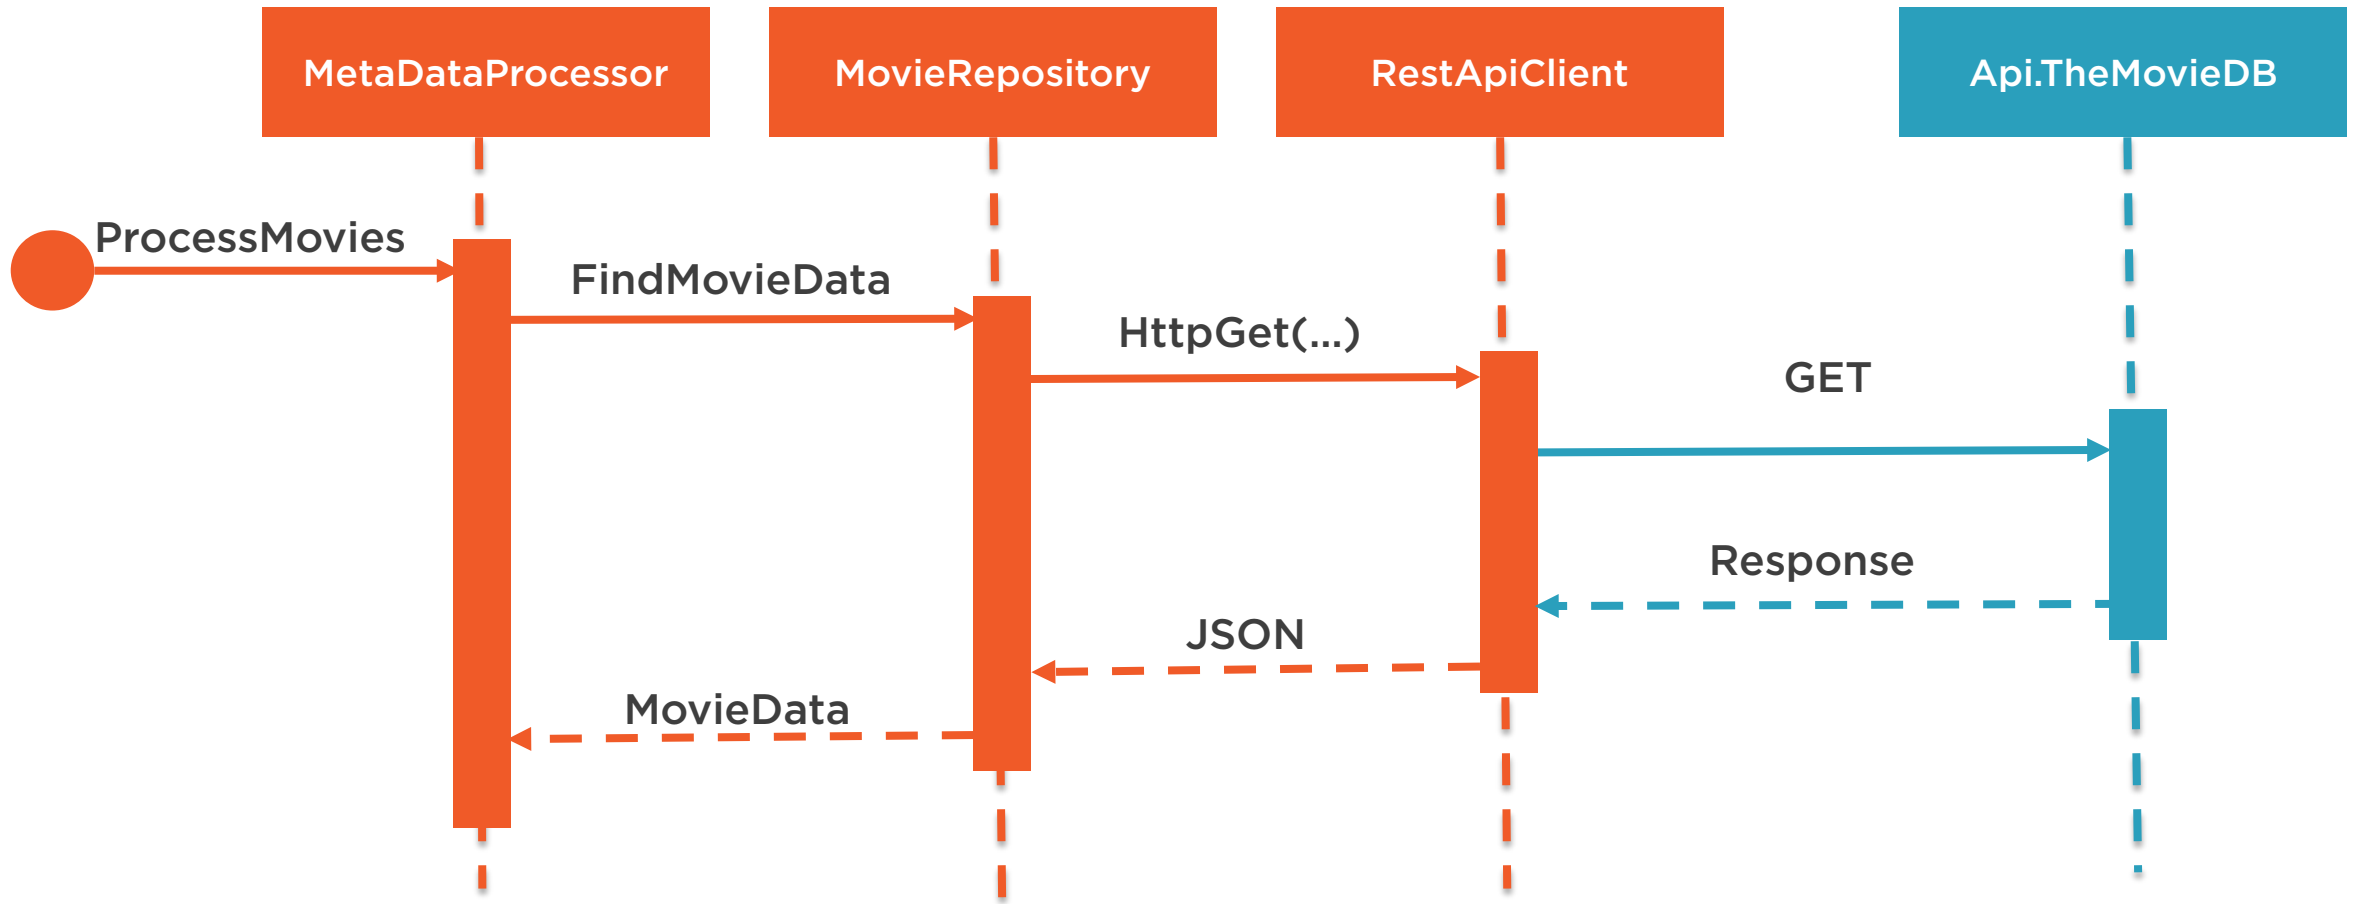 MetaDataProcessor
MovieRepository
RestApiClient
Api.TheMovieDB
ProcessMovies
FindMovieData
HttpGet(...)
GET
Response
JSON
MovieData